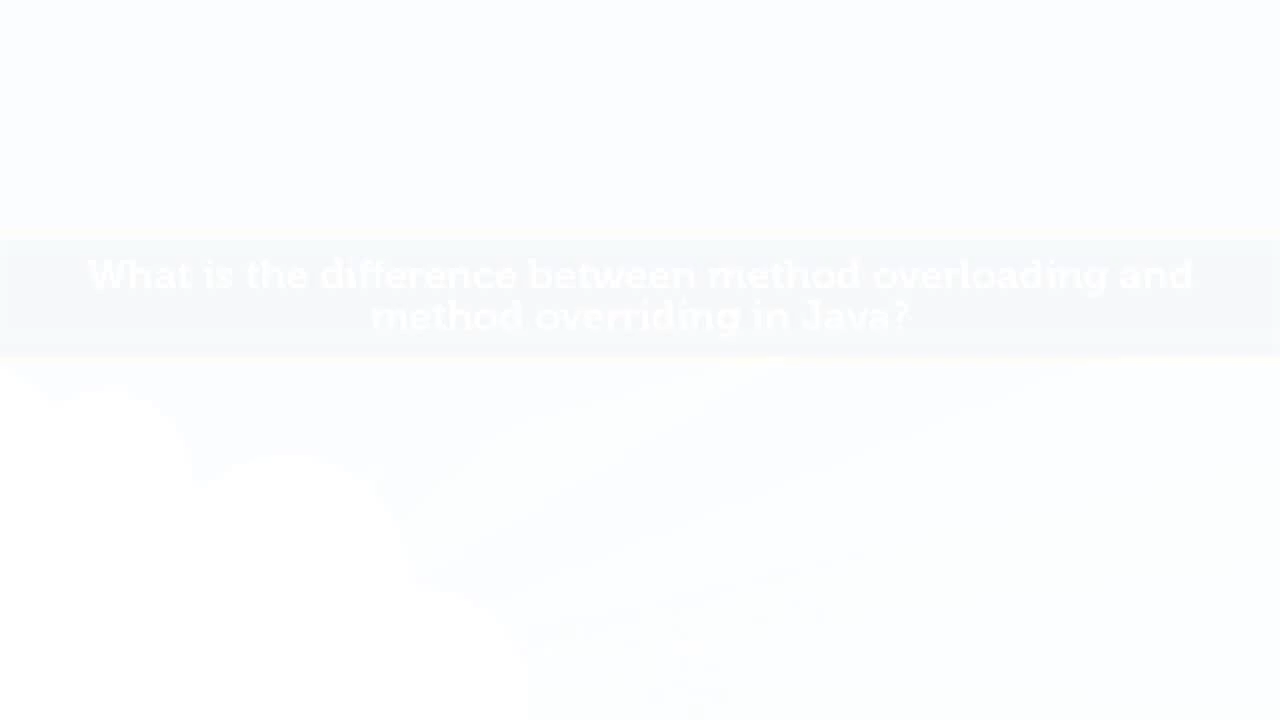 What is the difference between method overloading and
method overriding in Java?